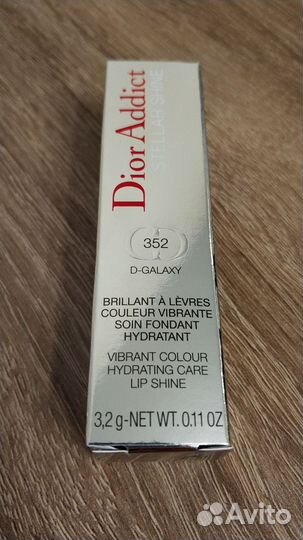 Dior Addict
STELLAR SHINE
352
D-GALAXY
BRILLANT À LÈVRES
COULEUR VIBRANTE
SOIN FONDANT
HYDRATANT
VIBRANT COLOUR
HYDRATING CARE
LIP SHINE
3,2 g-NET WT. 0.11 OZ
Avito